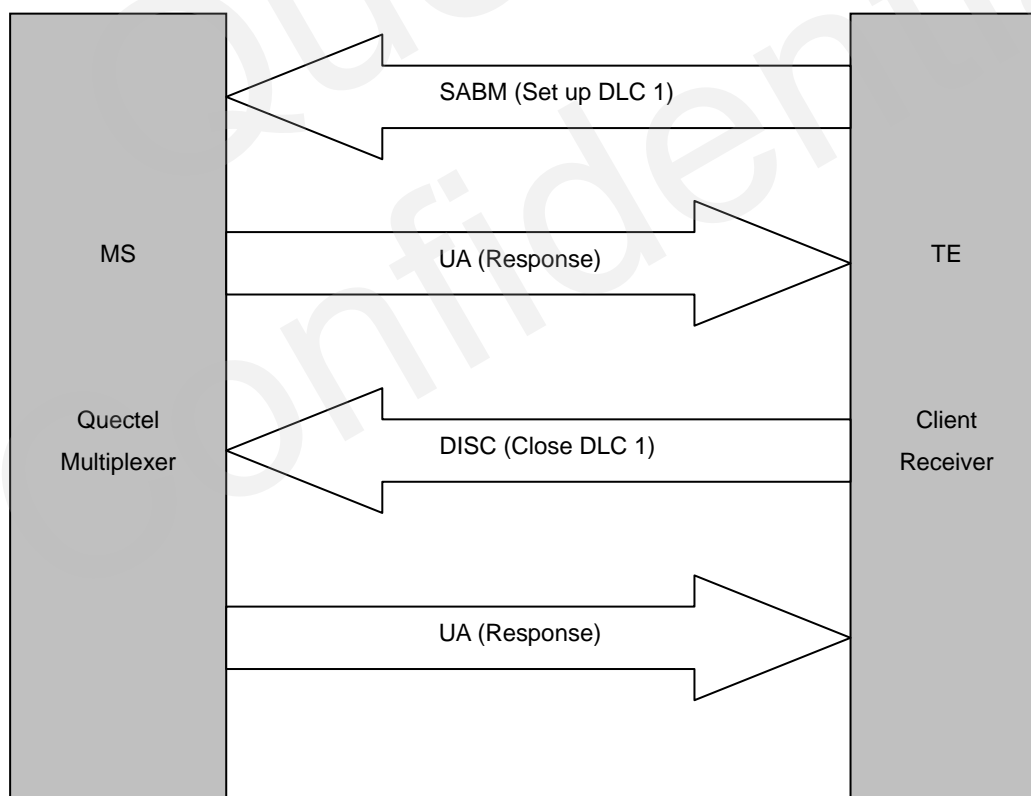 SABM (Set up DLC 1)
MS
UA (Response)
TE
Quectel
Multiplexer
DISC (Close DLC 1)
Client
Receiver
UA (Response)
Confidenti